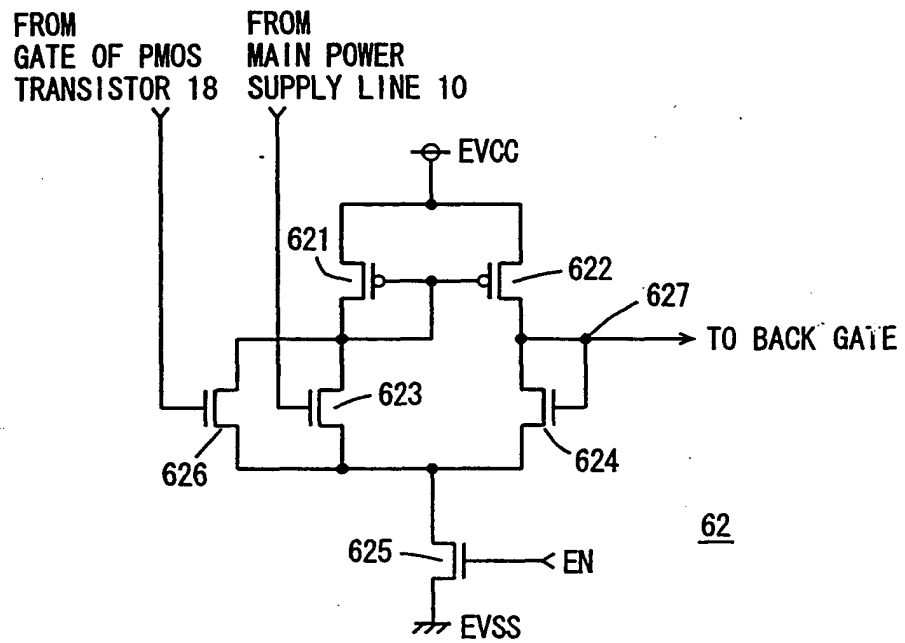 FROM
GATE OF PMOS
TRANSISTOR 18
FROM
MAIN POWER
SUPPLY LINE 10
EVCC
621
622
627
TO BACK GATE
623
626
624
62
625
EN
EVSS